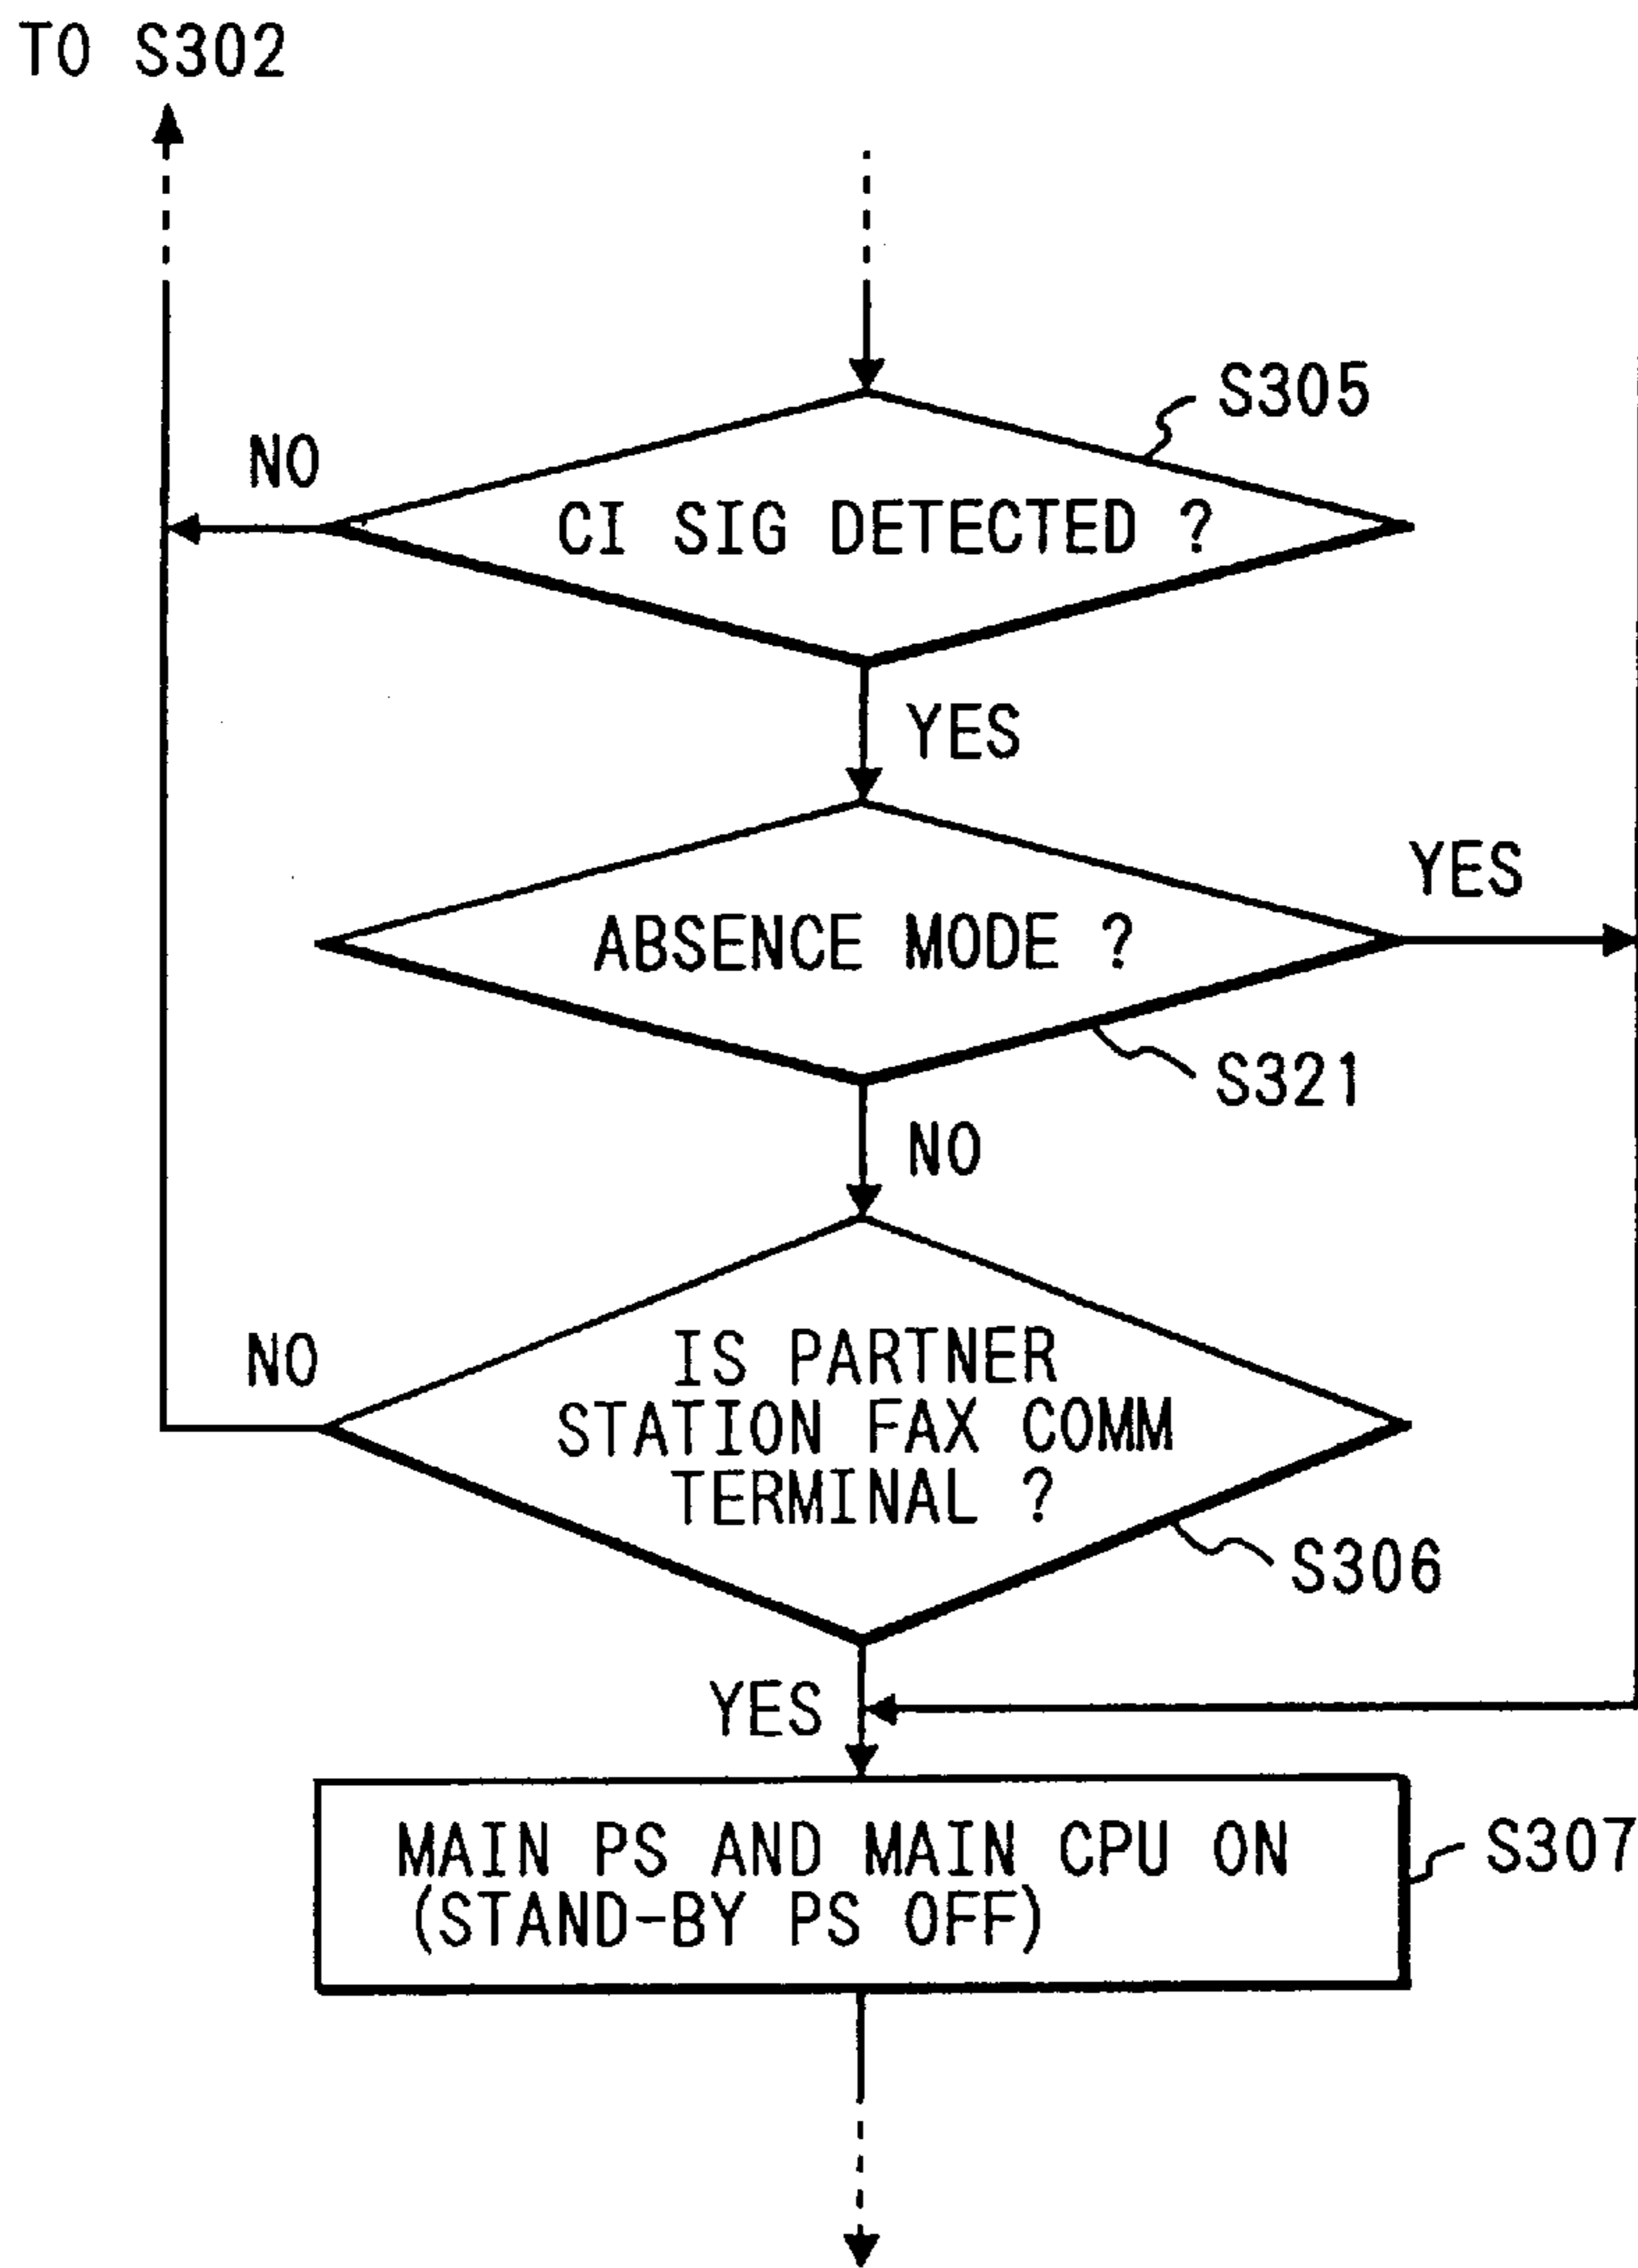 TO S302
S305
NO
CI SIG DETECTED ?
YES
YES
ABSENCE MODE ?
S321
NO
NO
IS PARTNER
STATION FAX COMM
TERMINAL ?
S306
YES
MAIN PS AND MAIN CPU ON
(STAND-BY PS OFF)
S307